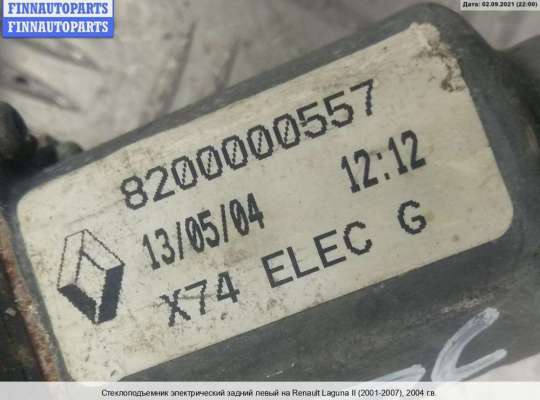 FINNAUTOPARTS
FINNAUTOPARTS
Дата: 02.09.2021 (22:00)
8200000557
13/05/04 12:12
X74 ELEC G
Стеклоподъемник электрический задний левый на Renault Laguna II (2001-2007), 2004 г.в.